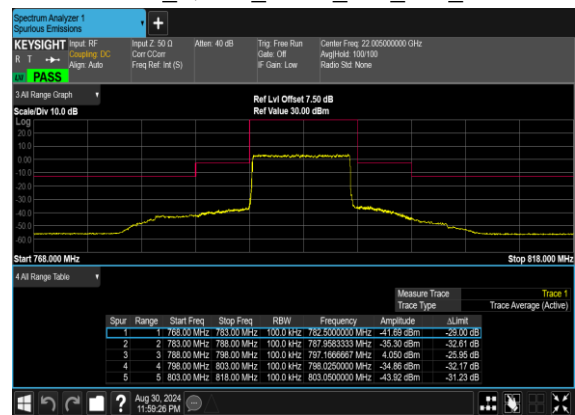 Spectrum Analyzer 1
Spurious Emissions
KEYSIGHT Input: RF Input Z: 50 Ω Atten: 40 dB Trig: Free Run Center Freq: 22.005000000 GHz
Coupling: DC Corr CCorr Gate: Off Avg|Hold: 100/100
R T Align: Auto Freq Ref: Int (S) IF Gain: Low Radio Std: None
PASS
3 All Range Graph
Ref Lvl Offset 7.50 dB
Scale/Div 10.0 dB Ref Value 30.00 dBm
Log
20.0
10.0
0.00
-10.0
-20.0
-30.0
-40.0
-50.0
-60.0
Start 768.000 MHz Stop 818.000 MHz
4 All Range Table
Measure Trace Trace 1
Trace Type Trace Average (Active)
Spur Range Start Freq Stop Freq RBW Frequency Amplitude ΔLimit
1 1 768.00 MHz 783.00 MHz 100.0 kHz 782.5000000 MHz -41.69 dBm -29.00 dB
2 2 783.00 MHz 788.00 MHz 100.0 kHz 787.9583333 MHz -35.30 dBm -32.61 dB
3 3 788.00 MHz 798.00 MHz 100.0 kHz 797.1666667 MHz 4.050 dBm -25.95 dB
4 4 798.00 MHz 803.00 MHz 100.0 kHz 798.0250000 MHz -34.86 dBm -32.17 dB
5 5 803.00 MHz 818.00 MHz 100.0 kHz 803.0500000 MHz -43.92 dBm -31.23 dB
Aug 30, 2024
11:59:26 PM